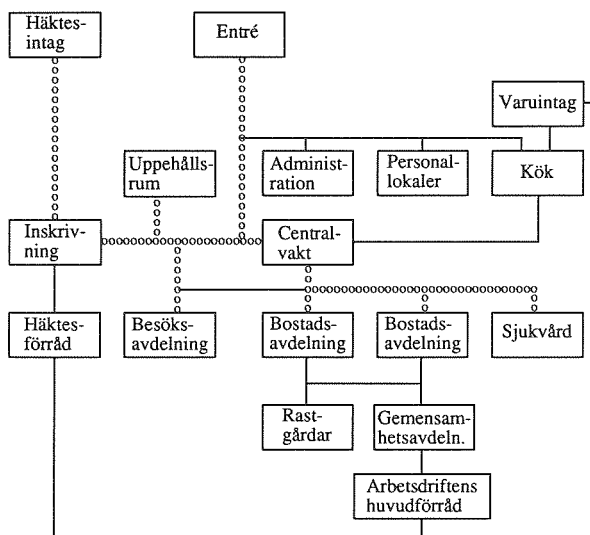 Häktes-
intag
Entré
Varuintag
Uppehålls-
rum
Administ-
ration
Personal-
lokaler
Kök
Inskriv-
ning
Central-
vakt
Häktes-
förråd
Besöks-
avdelning
Bostads-
avdelning
Bostads-
avdelning
Sjukvård
Rast-
gårdar
Gemensam-
hetsavdeln.
Arbetsdriftens
huvudförråd